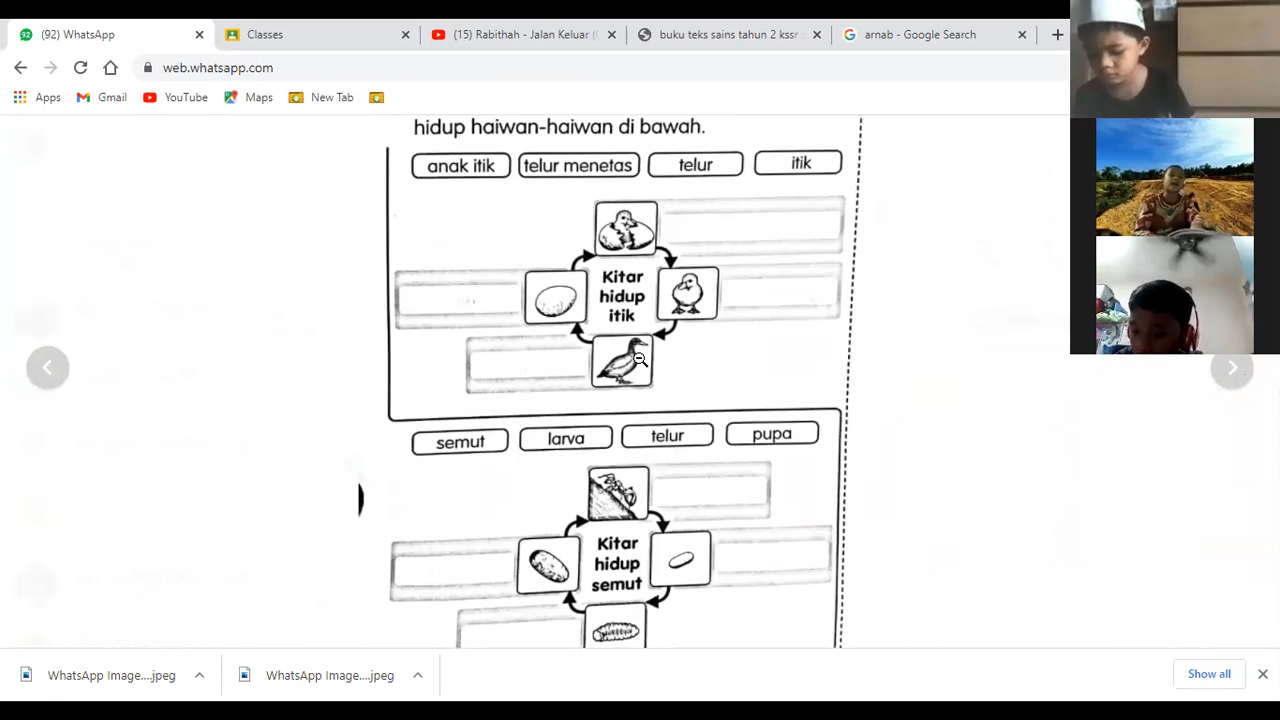 (92) WhatsApp
Classes
(15) Rabithah - Jalan Keluar (
buku teks sains tahun 2 kssr
arnab - Google Search
web.whatsapp.com
Apps
Gmail
YouTube
Maps
New Tab
hidup haiwan-haiwan di bawah.
anak itik
telur menetas
telur
itik
Kitar
hidup
itik
semut
larva
telur
pupa
Kitar
hidup
semut
WhatsApp Image....jpeg
WhatsApp Image....jpeg
Show all